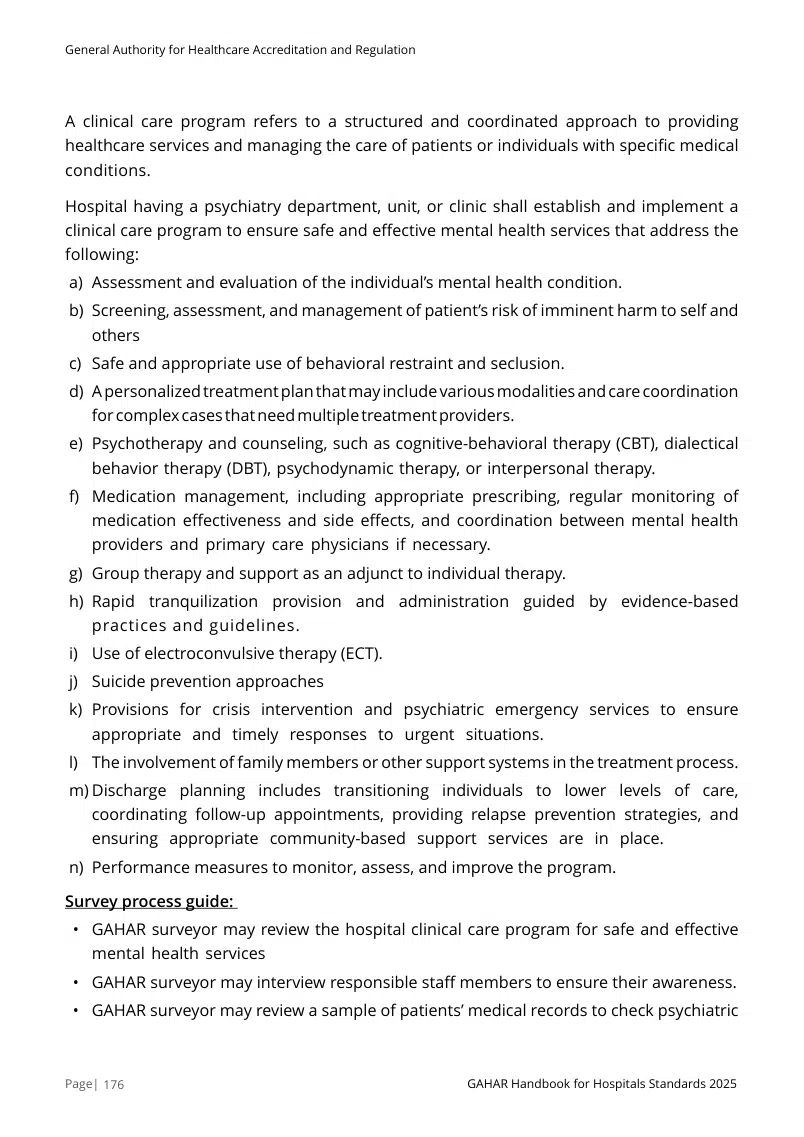 General Authority for Healthcare Accreditation and Regulation
A clinical care program refers to a structured and coordinated approach to providing
healthcare services and managing the care of patients or individuals with specific medical
conditions.
Hospital having a psychiatry department, unit, or clinic shall establish and implement a
clinical care program to ensure safe and effective mental health services that address the
following:
a) Assessment and evaluation of the individual’s mental health condition.
b) Screening, assessment, and management of patient’s risk of imminent harm to self and
others
c) Safe and appropriate use of behavioral restraint and seclusion.
d) A personalized treatment plan that may include various modalities and care coordination
for complex cases that need multiple treatment providers.
e) Psychotherapy and counseling, such as cognitive-behavioral therapy (CBT), dialectical
behavior therapy (DBT), psychodynamic therapy, or interpersonal therapy.
f) Medication management, including appropriate prescribing, regular monitoring of
medication effectiveness and side effects, and coordination between mental health
providers and primary care physicians if necessary.
g) Group therapy and support as an adjunct to individual therapy.
h) Rapid tranquilization provision and administration guided by evidence-based
practices and guidelines.
i) Use of electroconvulsive therapy (ECT).
j) Suicide prevention approaches
k) Provisions for crisis intervention and psychiatric emergency services to ensure
appropriate and timely responses to urgent situations.
l) The involvement of family members or other support systems in the treatment process.
m) Discharge planning includes transitioning individuals to lower levels of care,
coordinating follow-up appointments, providing relapse prevention strategies, and
ensuring appropriate community-based support services are in place.
n) Performance measures to monitor, assess, and improve the program.
Survey process guide:
• GAHAR surveyor may review the hospital clinical care program for safe and effective
mental health services
• GAHAR surveyor may interview responsible staff members to ensure their awareness.
• GAHAR surveyor may review a sample of patients’ medical records to check psychiatric
Page| 176
GAHAR Handbook for Hospitals Standards 2025